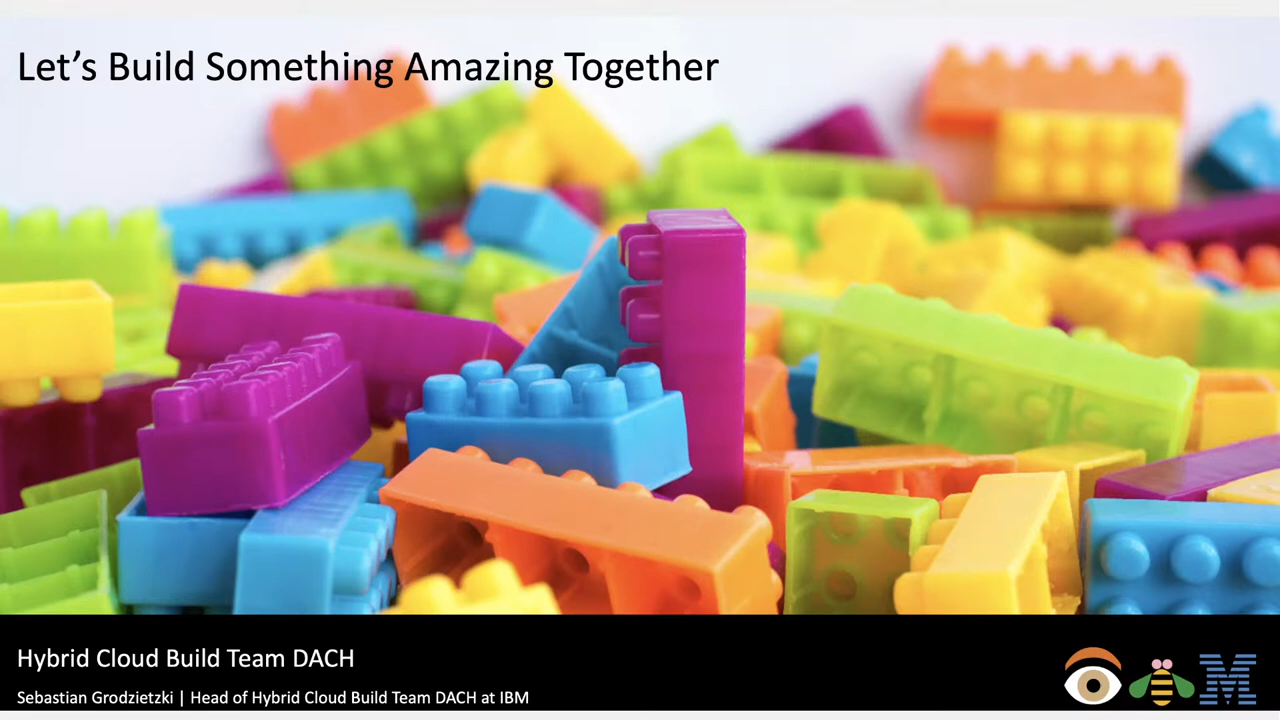 Let’s Build Something Amazing Together
Hybrid Cloud Build Team DACH
Sebastian Grodzietzki | Head of Hybrid Cloud Build Team DACH at IBM
M